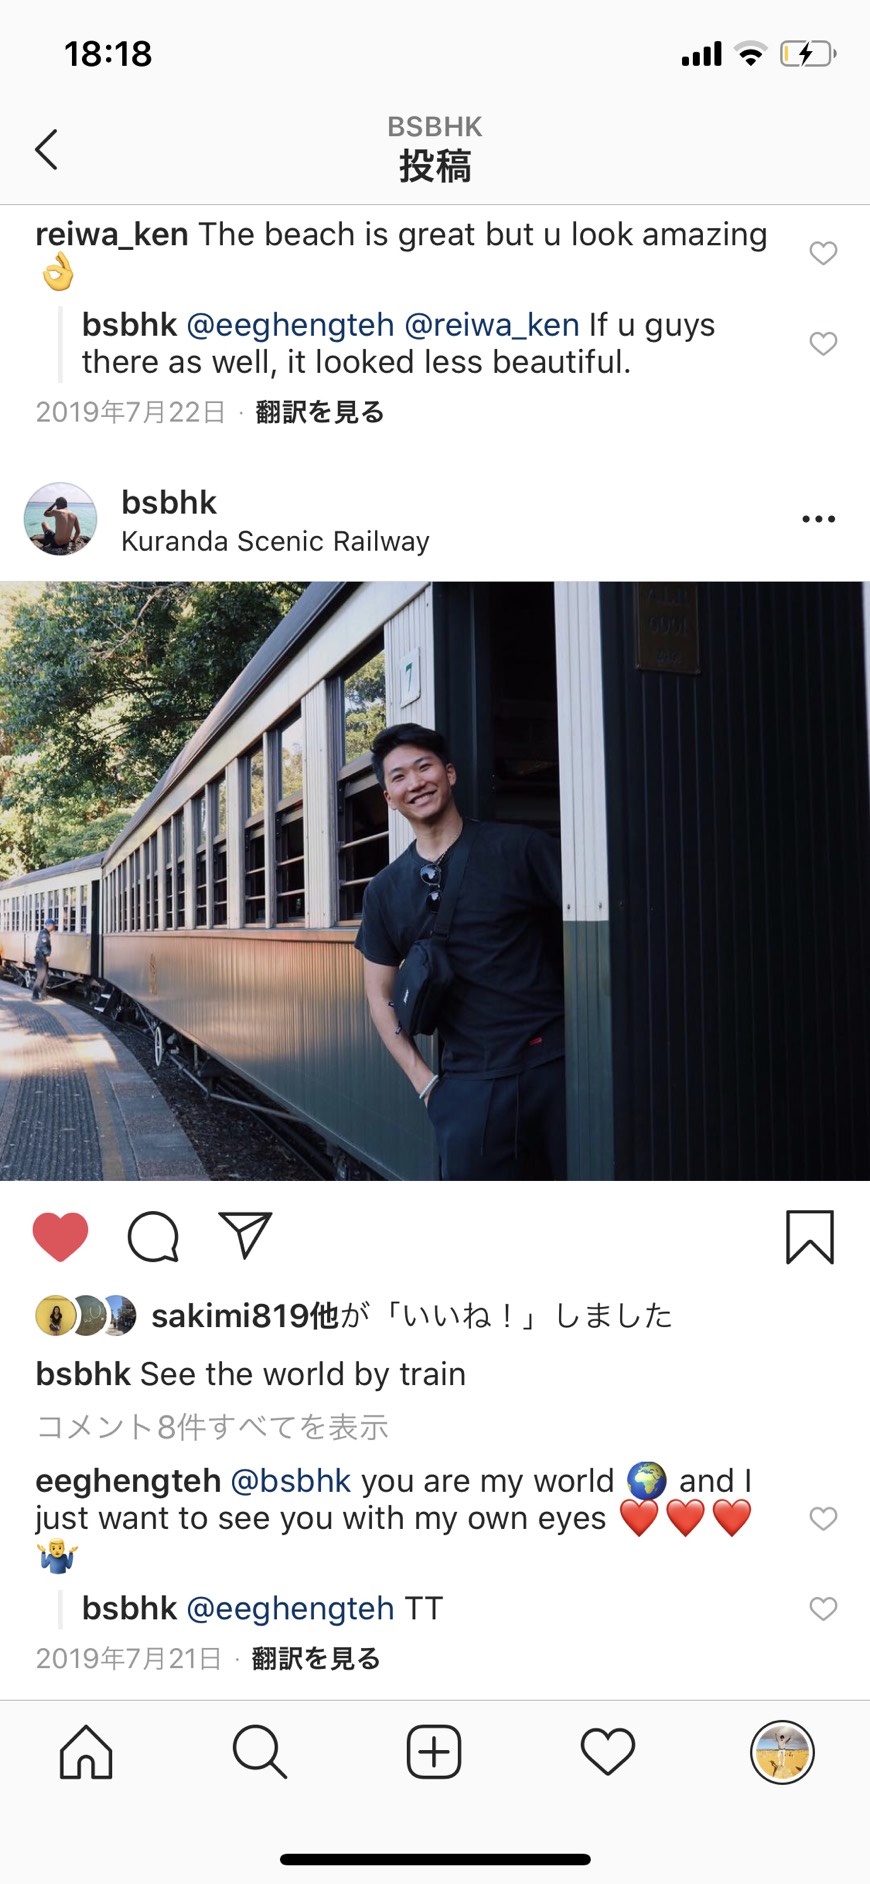 18:18
BSBHK
投稿
reiwa_ken The beach is great but u look amazing
👌
bsbhk @eeghengteh @reiwa_ken If u guys
there as well, it looked less beautiful.
2019年7月22日 · 翻訳を見る
bsbhk
Kuranda Scenic Railway
7
sakimi819他が「いいね！」しました
bsbhk See the world by train
コメント8件すべてを表示
eeghengteh @bsbhk you are my world 🌍 and I
just want to see you with my own eyes ❤️❤️❤️
🤷‍♂️
bsbhk @eeghengteh TT
2019年7月21日 · 翻訳を見る